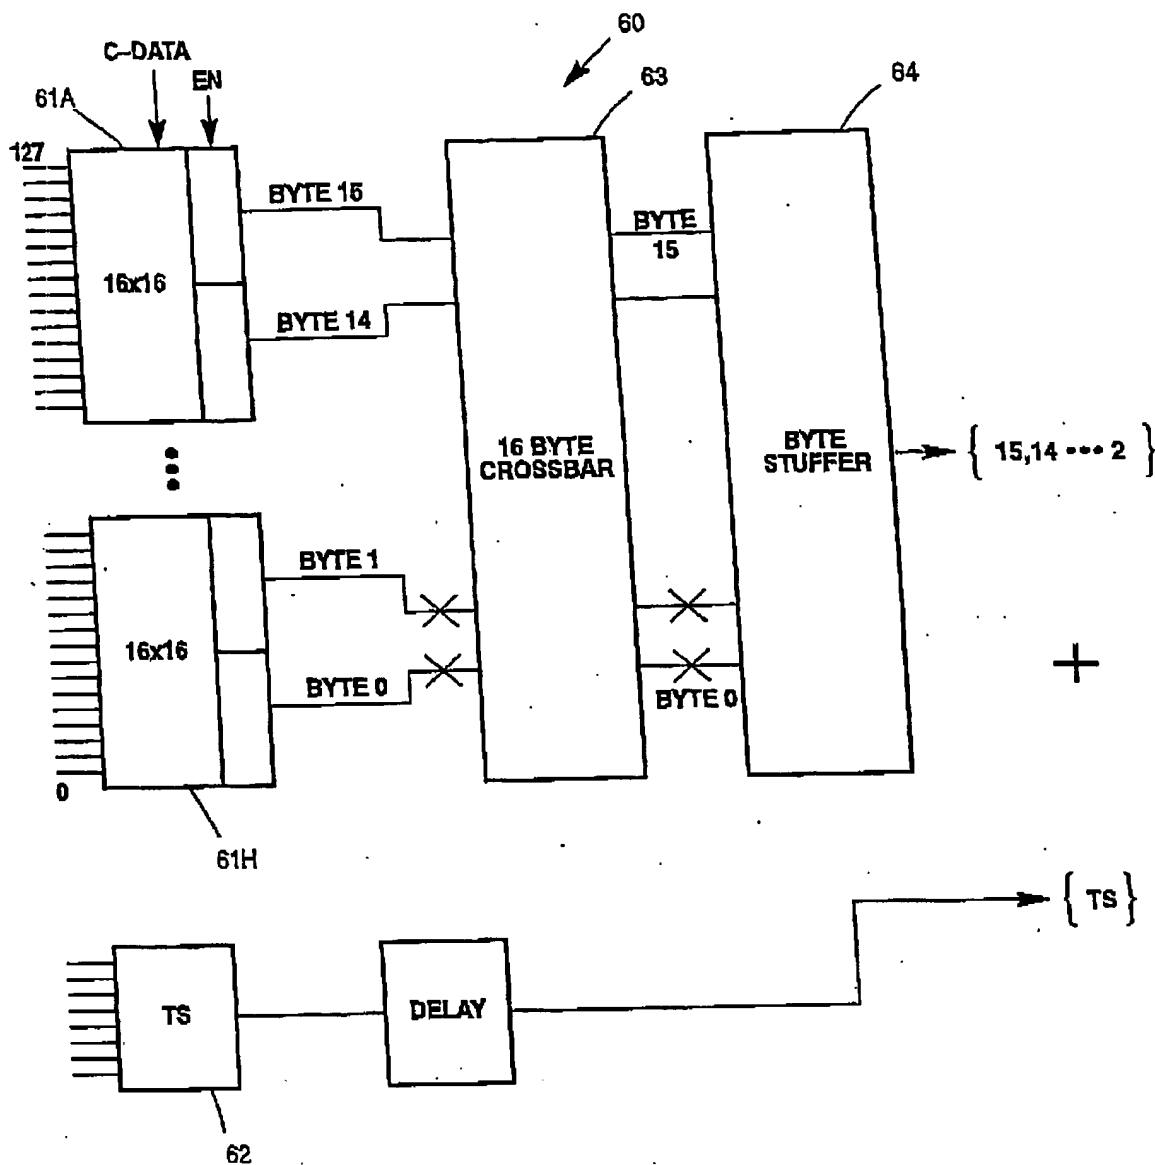 60
C-DATA
EN
61A
63
64
127
BYTE 15
BYTE
15
16x16
BYTE 14
16 BYTE
CROSSBAR
BYTE
STUFFER
{ 15,14 ••• 2 }
BYTE 1
16x16
BYTE 0
BYTE 0
+
0
61H
{ TS }
TS
DELAY
62